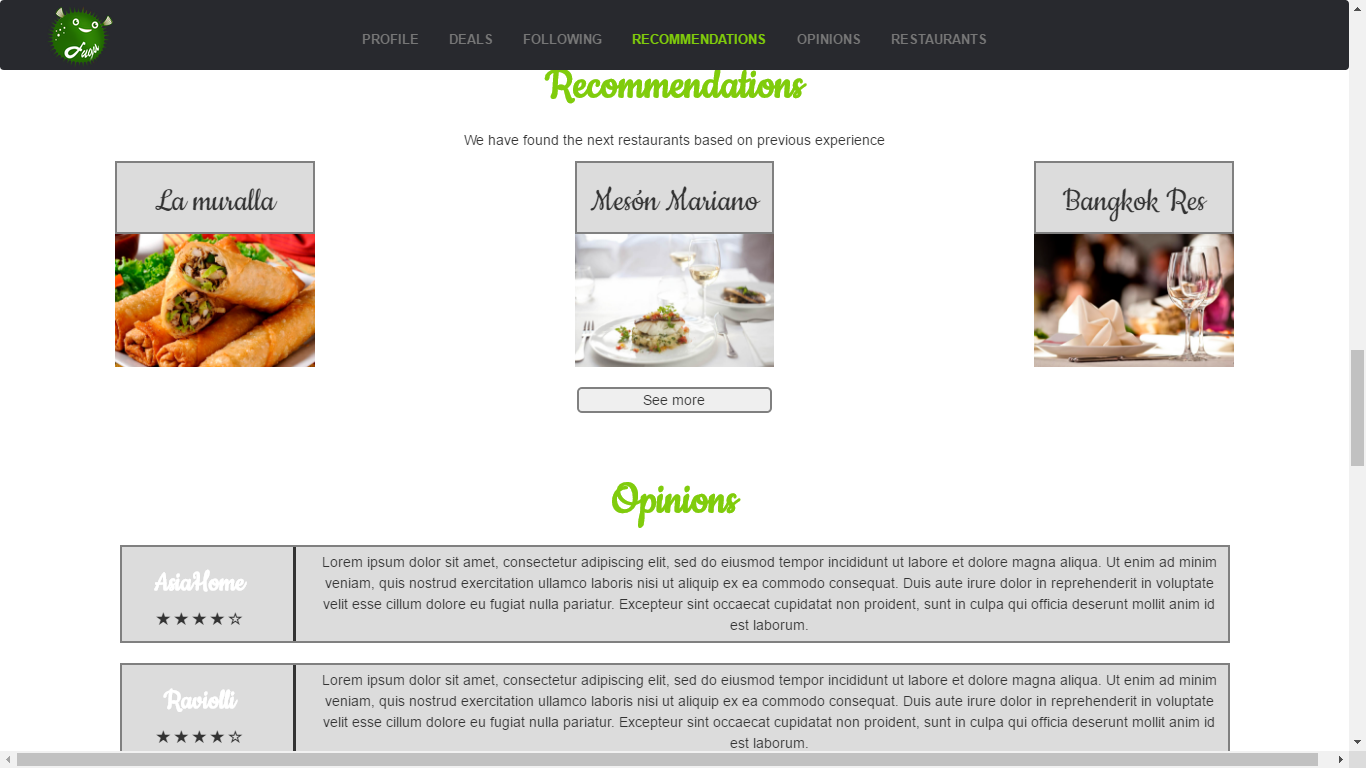 Fugu
PROFILE DEALS FOLLOWING RECOMMENDATIONS OPINIONS RESTAURANTS
Recommendations
We have found the next restaurants based on previous experience
La muralla
Mesón Mariano
Bangkok Res
See more
Opinions
AsiaHome
★★★★☆
Lorem ipsum dolor sit amet, consectetur adipiscing elit, sed do eiusmod tempor incididunt ut labore et dolore magna aliqua. Ut enim ad minim
veniam, quis nostrud exercitation ullamco laboris nisi ut aliquip ex ea commodo consequat. Duis aute irure dolor in reprehenderit in voluptate
velit esse cillum dolore eu fugiat nulla pariatur. Excepteur sint occaecat cupidatat non proident, sunt in culpa qui officia deserunt mollit anim id
est laborum.
Raviolli
★★★★☆
Lorem ipsum dolor sit amet, consectetur adipiscing elit, sed do eiusmod tempor incididunt ut labore et dolore magna aliqua. Ut enim ad minim
veniam, quis nostrud exercitation ullamco laboris nisi ut aliquip ex ea commodo consequat. Duis aute irure dolor in reprehenderit in voluptate
velit esse cillum dolore eu fugiat nulla pariatur. Excepteur sint occaecat cupidatat non proident, sunt in culpa qui officia deserunt mollit anim id
est laborum.